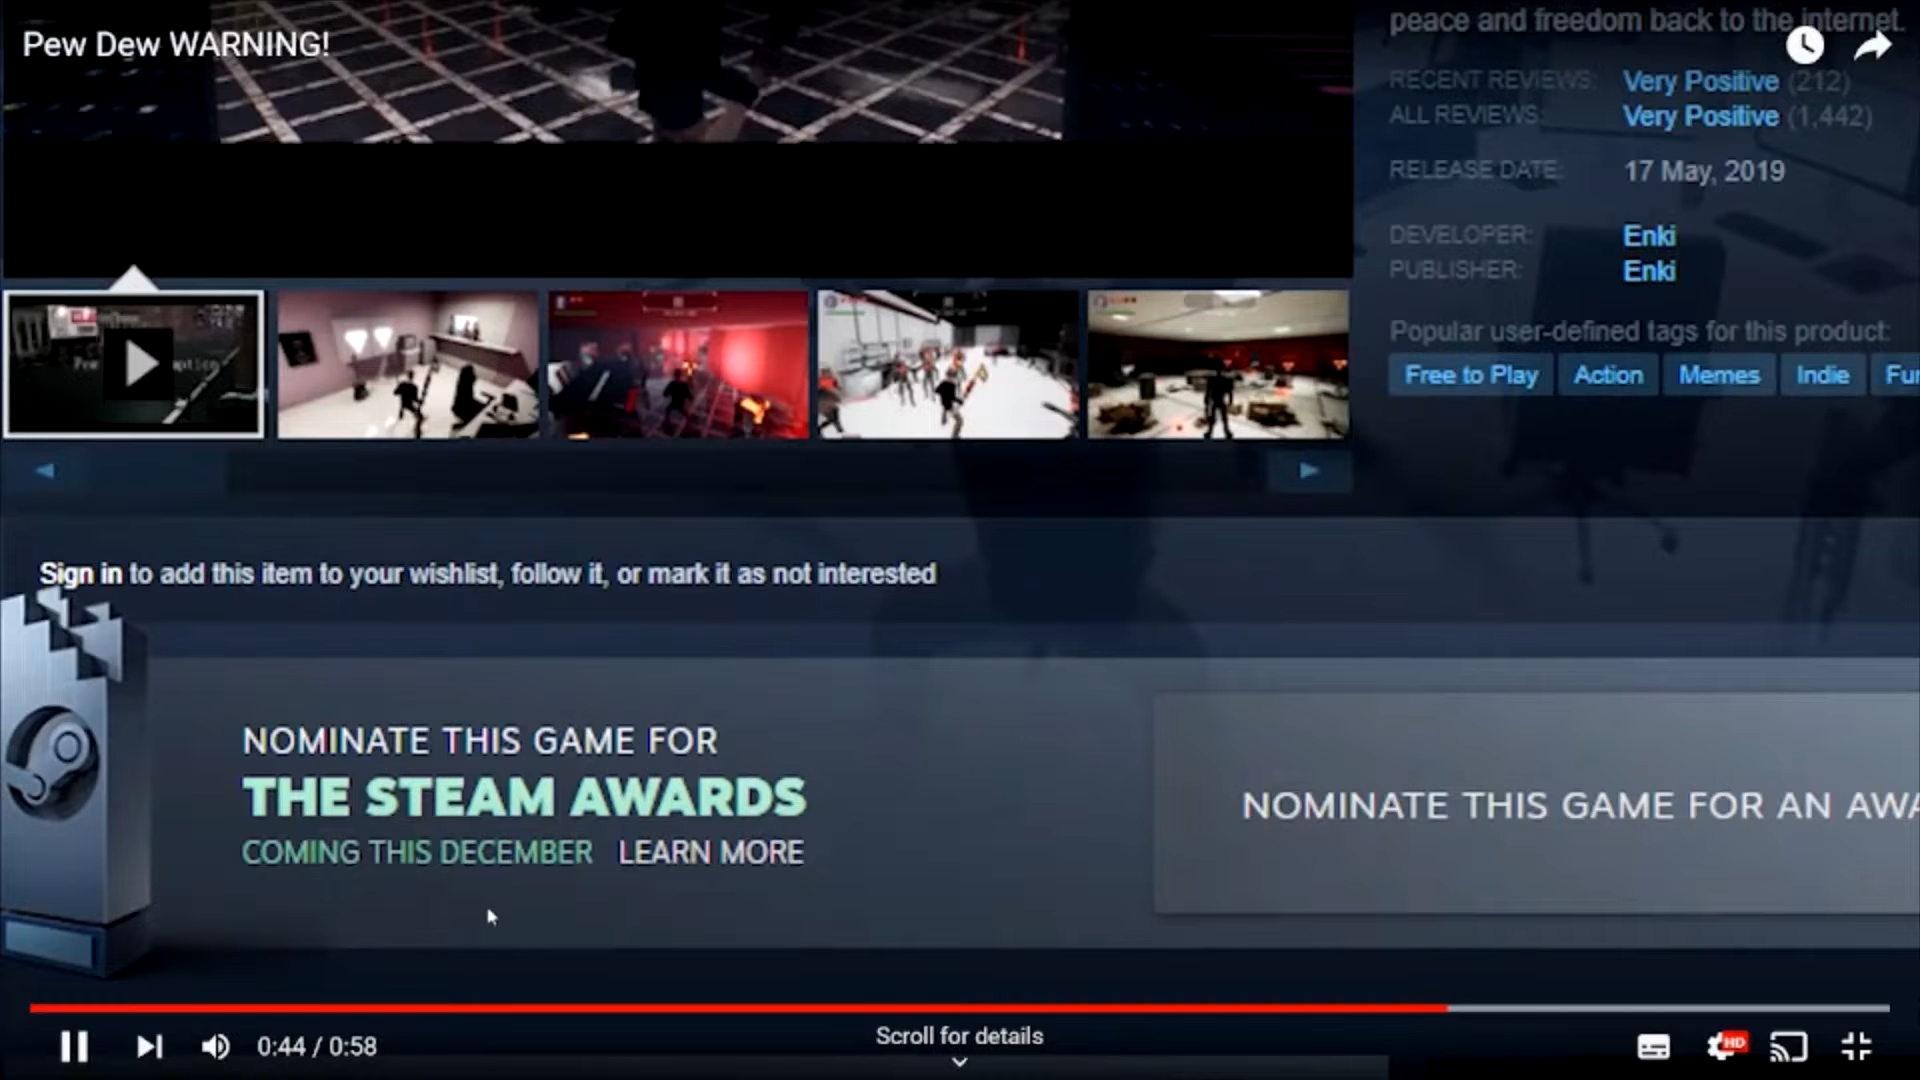 Pew Dew WARNING!
peace and freedom back to the internet.
RECENT REVIEWS: Very Positive (212)
ALL REVIEWS: Very Positive (1,442)
RELEASE DATE: 17 May, 2019
DEVELOPER: Enki
PUBLISHER: Enki
Popular user-defined tags for this product:
Free to Play Action Memes Indie Fun
Sign in to add this item to your wishlist, follow it, or mark it as not interested
NOMINATE THIS GAME FOR
THE STEAM AWARDS
COMING THIS DECEMBER LEARN MORE
NOMINATE THIS GAME FOR AN AWA
0:44 / 0:58
Scroll for details
HD